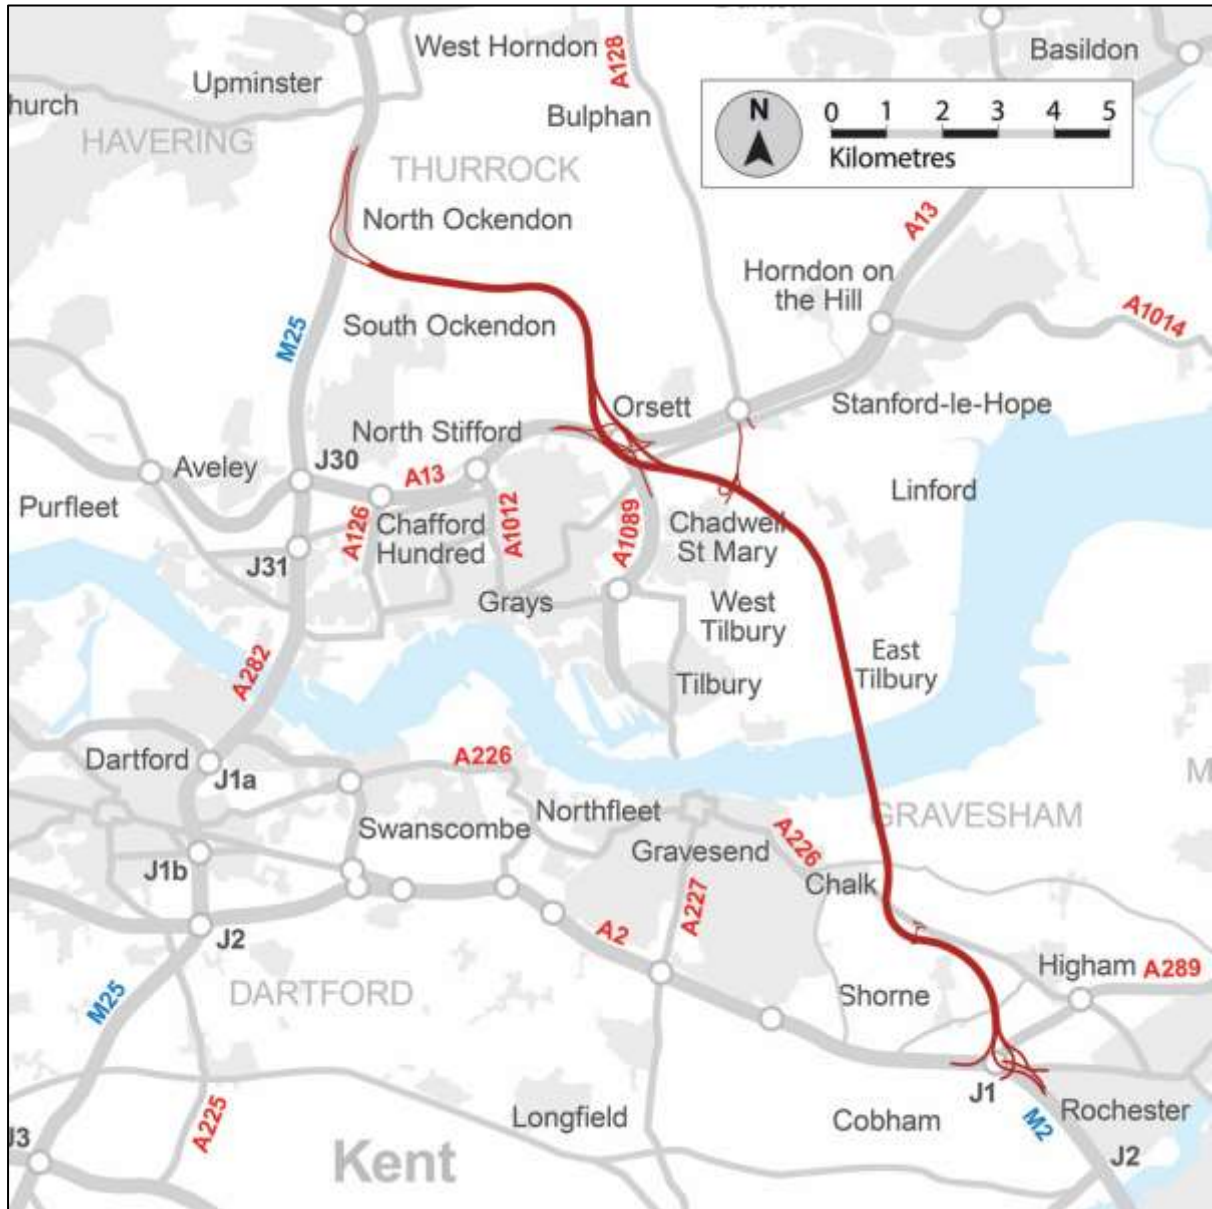 West Horndon
A128
Basildon
Upminster
hurch
Bulphan
HAVERING
N
0 1 2 3 4 5
Kilometres
THURROCK
North Ockendon
A13
Horndon on
the Hill
A1014
M25
South Ockendon
Orsett
Stanford-le-Hope
North Stifford
Aveley
J30
A13
Linford
Purfleet
A126
Chafford
Hundred
A1012
A1089
Chadwell
St Mary
J31
Grays
West
Tilbury
East
Tilbury
A282
Tilbury
Dartford
J1a
A226
M
Northfleet
GRAVESHAM
Swanscombe
Gravesend
A226
J1b
Chalk
A227
J2
A2
Higham
A289
M25
DARTFORD
Shorne
J1
A225
Longfield
Cobham
M2
Rochester
J3
Kent
J2